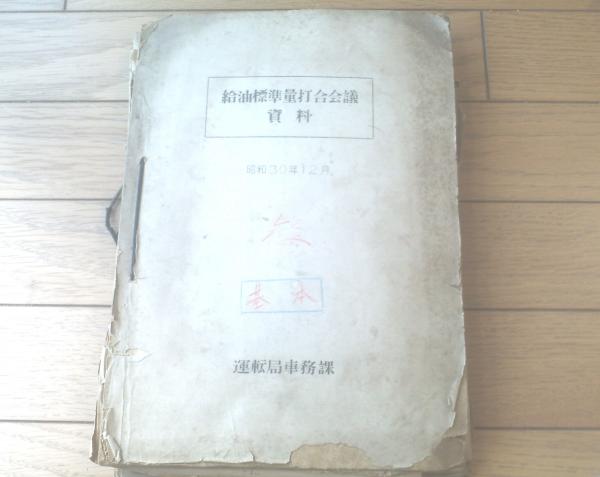 給油標準量打合会議
資料
昭和30年12月
基本
運転局車務課